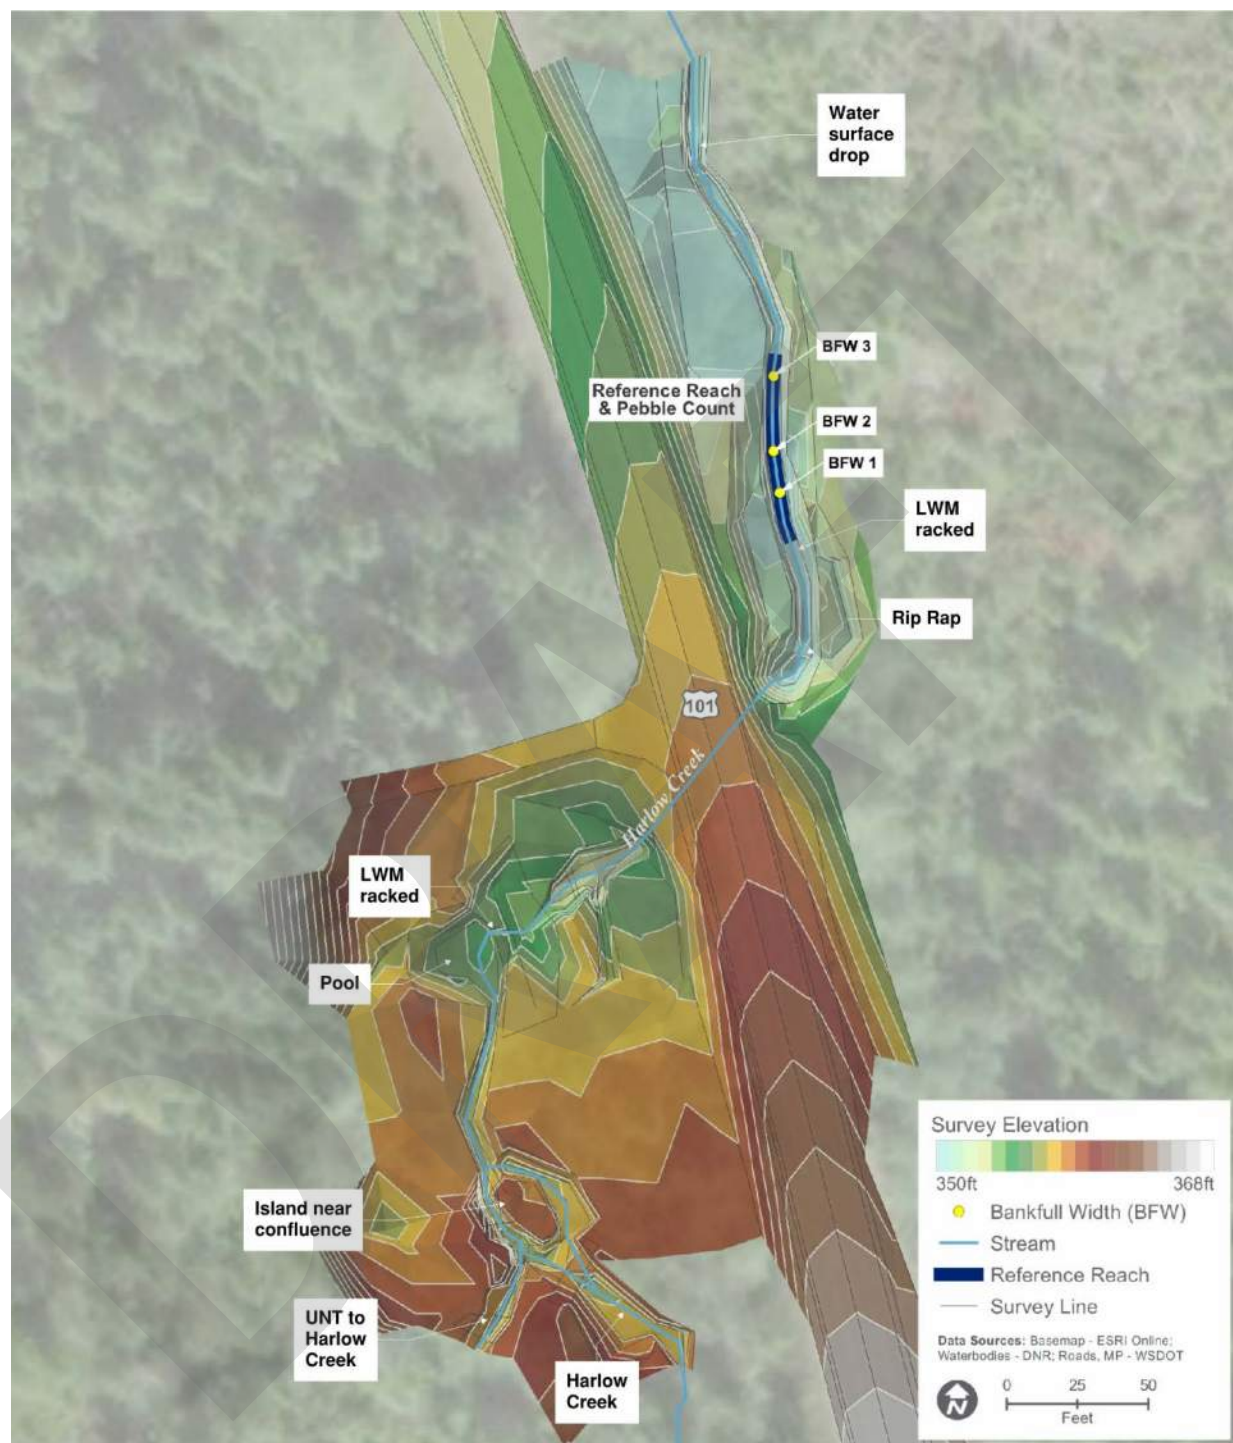 Water
surface
drop
BFW 3
Reference Reach
& Pebble Count
BFW 2
BFW 1
LWM
racked
Rip Rap
101
Harlow Creek
LWM
racked
Pool
Island near
confluence
UNT to
Harlow
Creek
Harlow
Creek
Survey Elevation
350ft 368ft
Bankfull Width (BFW)
Stream
Reference Reach
Survey Line
Data Sources: Basemap - ESRI Online;
Waterbodies - DNR; Roads, MP - WSDOT
N
0 25 50
Feet
DRAFT